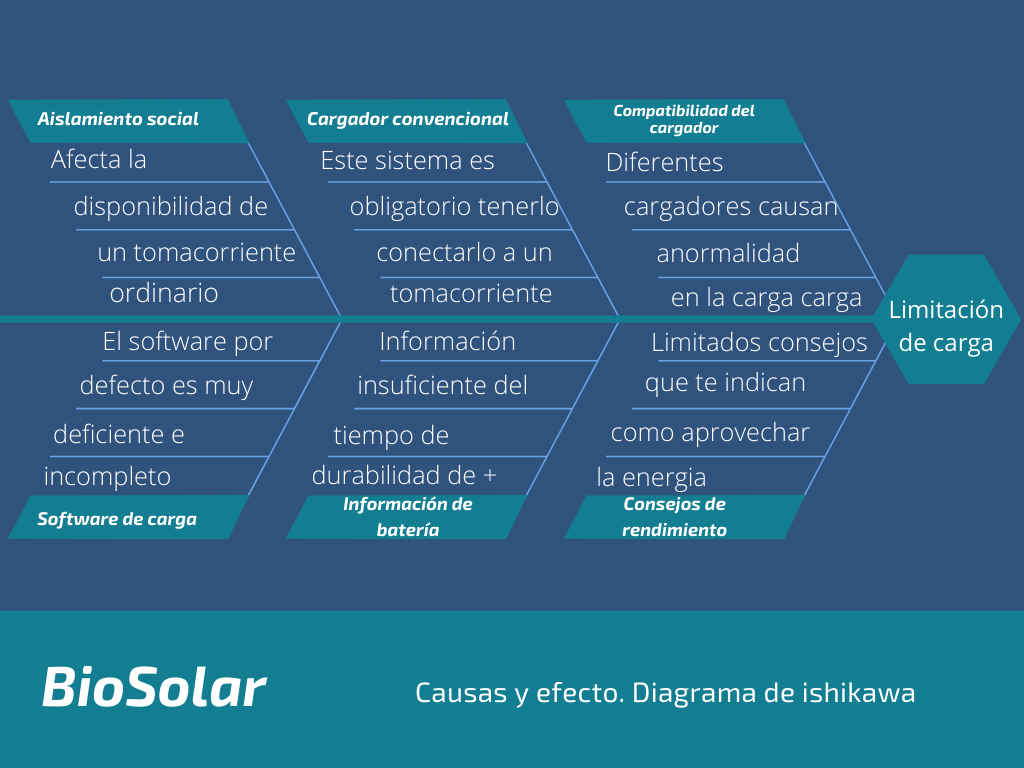 Aislamiento social
Afecta la
disponibilidad de
un tomacorriente
ordinario
Cargador convencional
Este sistema es
obligatorio tenerlo
conectarlo a un
tomacorriente
Compatibilidad del
cargador
Diferentes
cargadores causan
anormalidad
en la carga carga
Limitación
de carga
El software por
defecto es muy
deficiente e
incompleto
Software de carga
Información
insuficiente del
tiempo de
durabilidad de +
Información de
batería
Limitados consejos
que te indican
como aprovechar
la energia
Consejos de
rendimiento
BioSolar
Causas y efecto. Diagrama de ishikawa